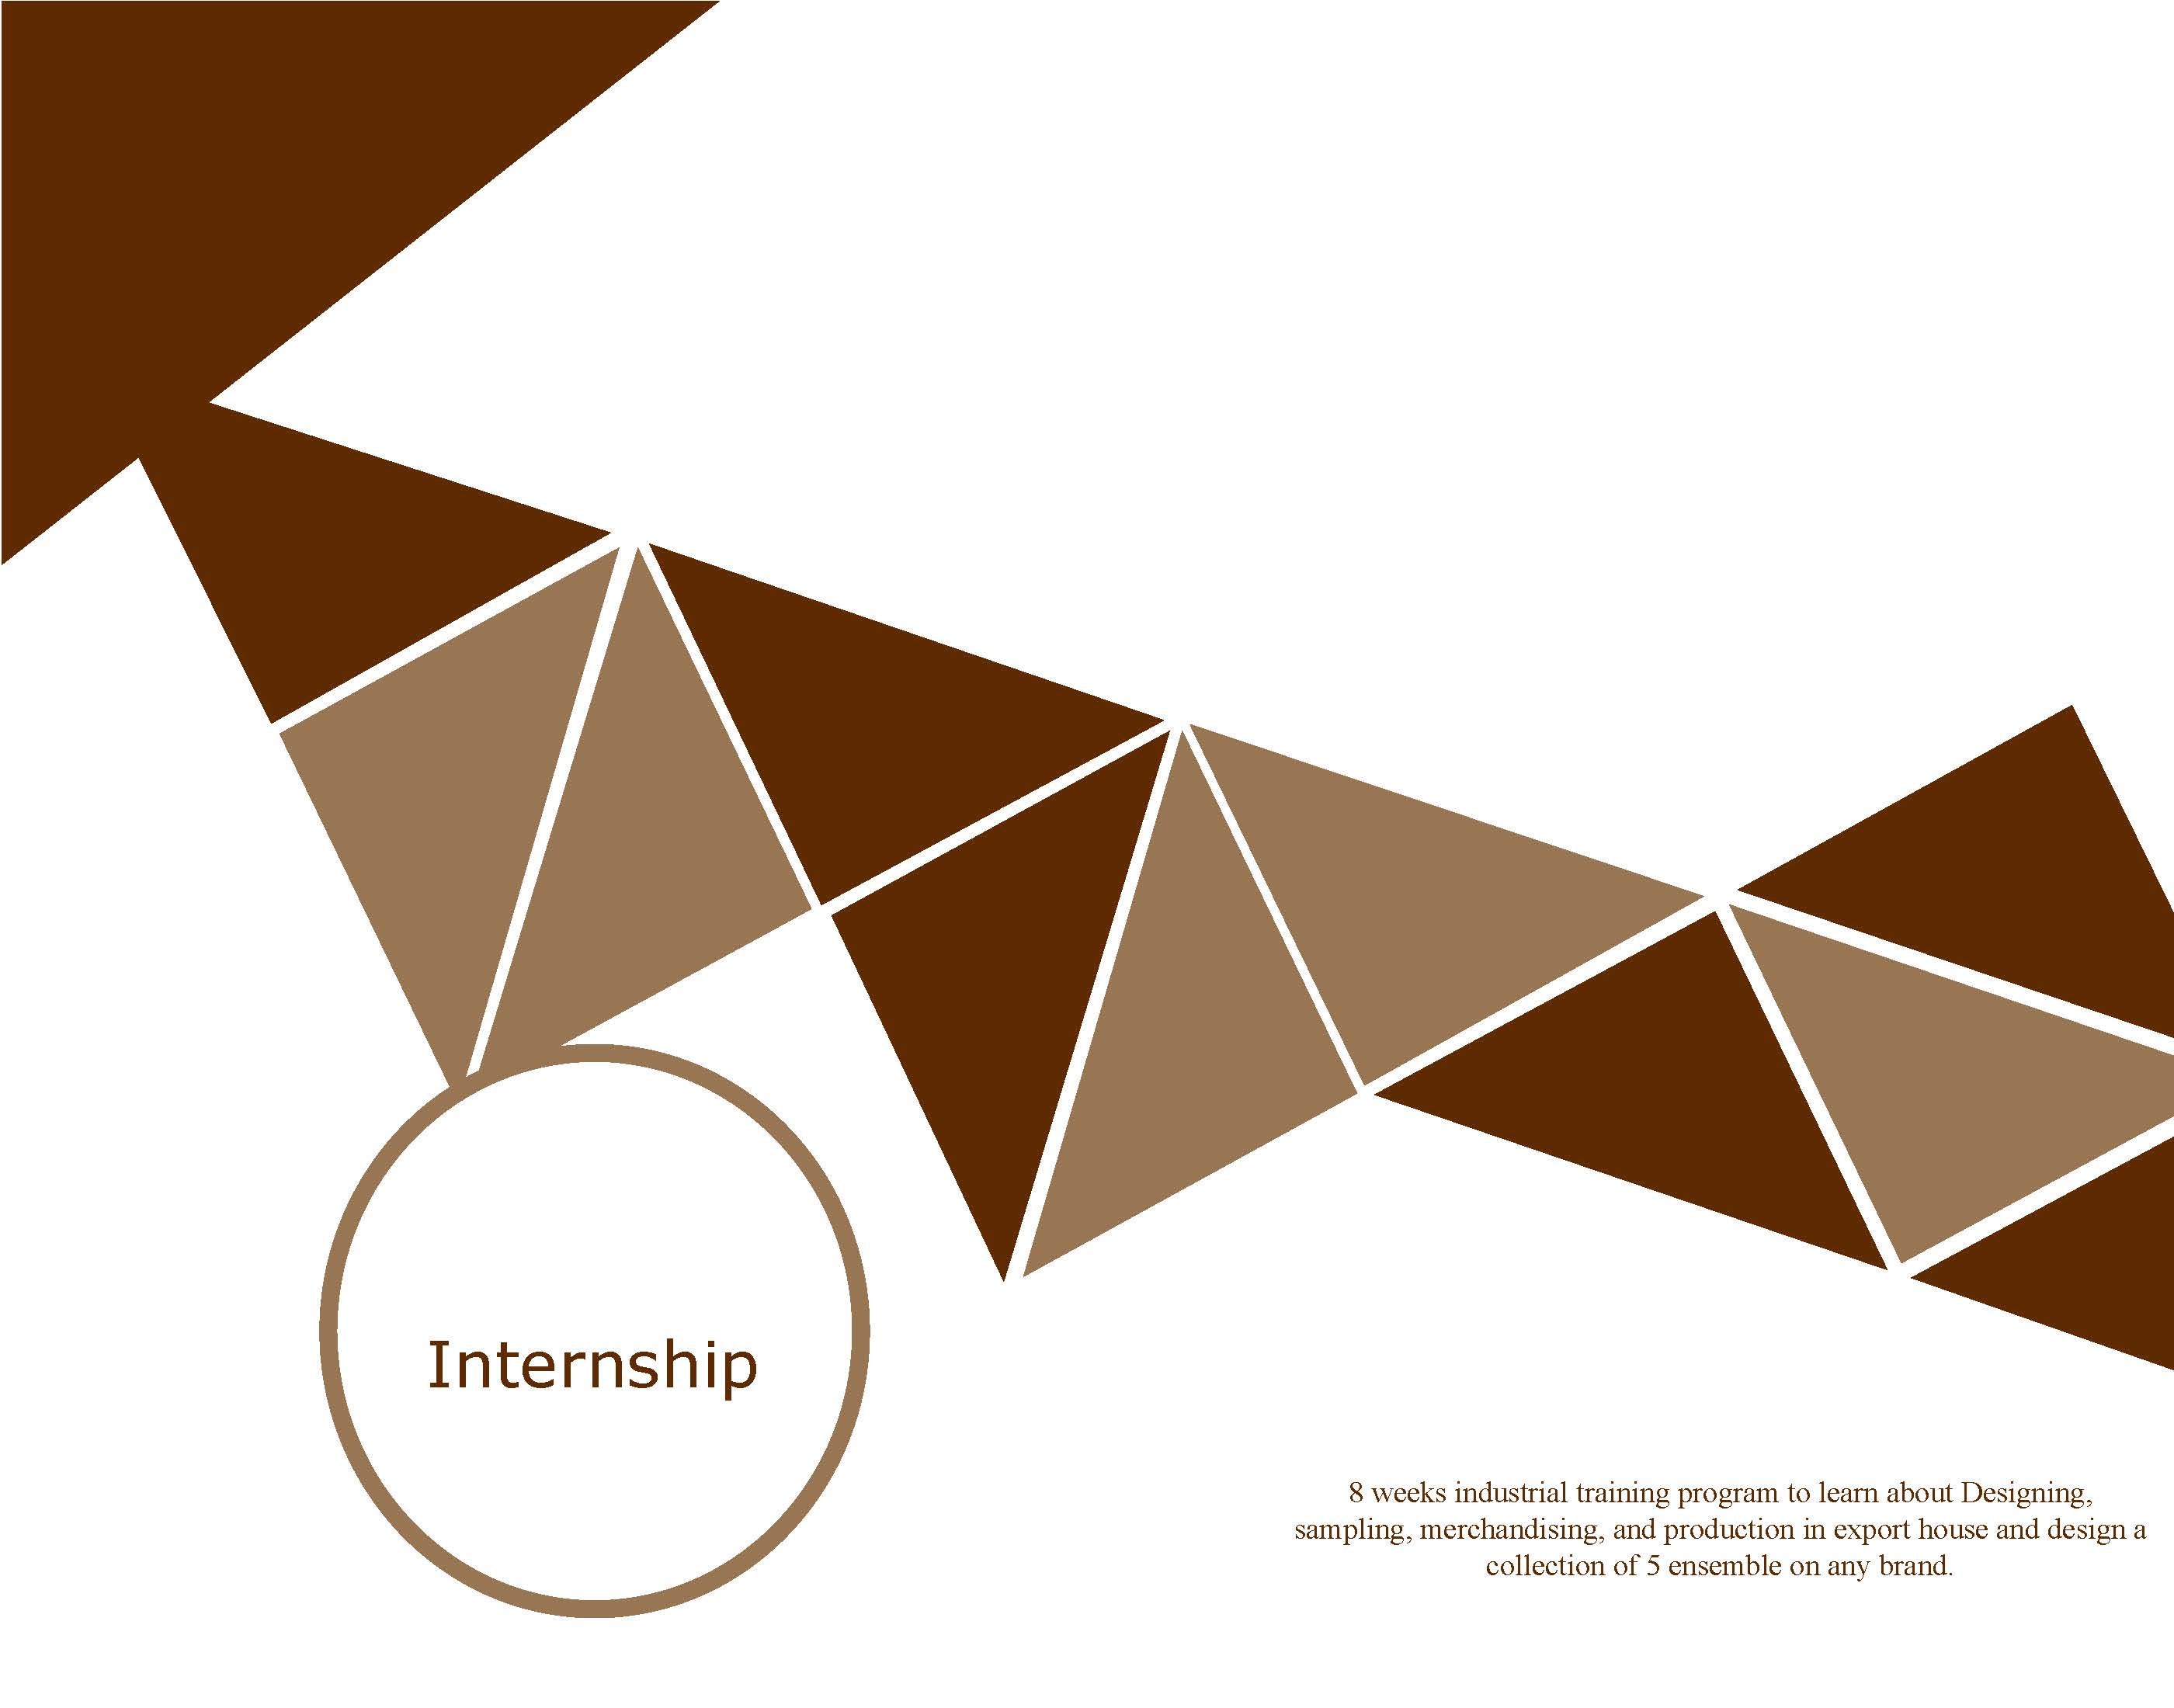 Internship
8 weeks industrial training program to learn about Designing,
sampling, merchandising, and production in export house and design a
collection of 5 ensemble on any brand.